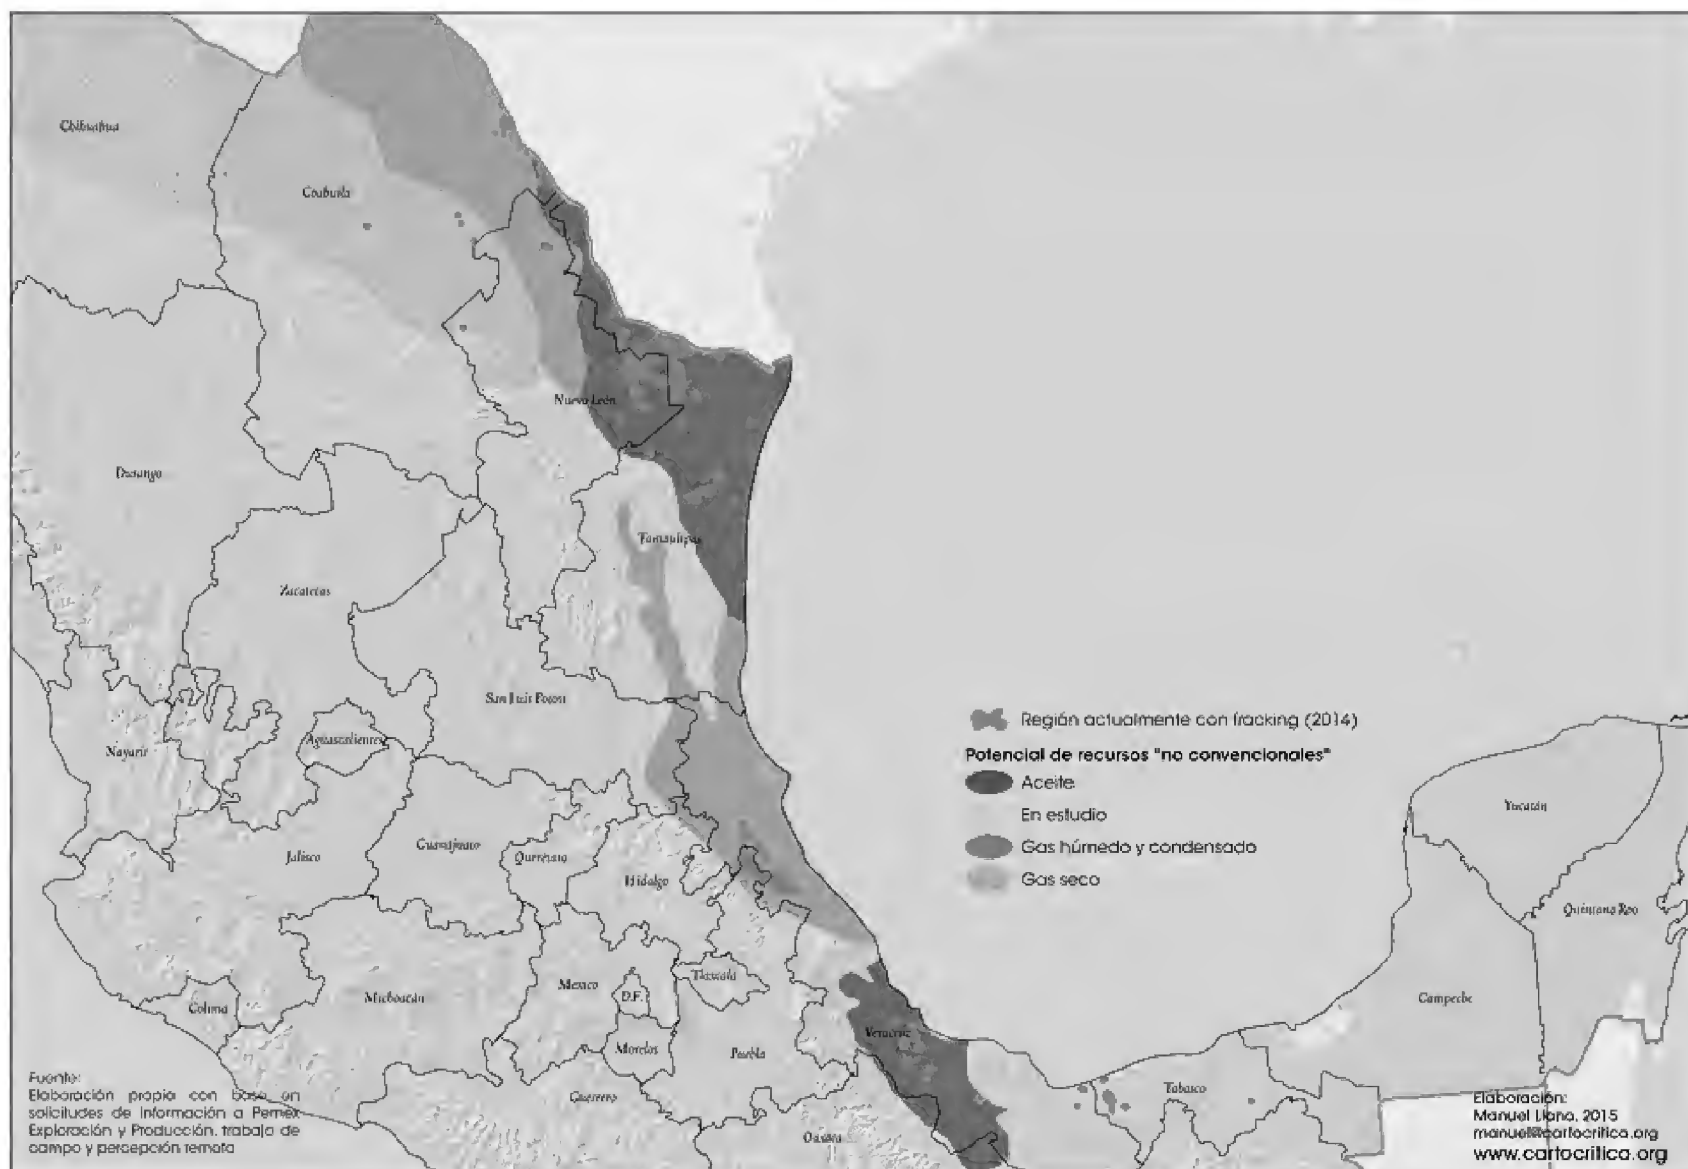 Chihuahua
Coahuila
Nuevo León
Durango
Tamaulipas
Zacatecas
San Luis Potosí
Nayarit
Aguascalientes
Región actualmente con fracking (2014)
Potencial de recursos "no convencionales"
Aceite
En estudio
Gas húmedo y condensado
Gas seco
Yucatán
Jalisco
Guanajuato
Querétaro
Hidalgo
Quintana Roo
Tlaxcala
Mexico
D.F.
Michoacán
Colima
Campeche
Veracruz
Morelos
Puebla
Tabasco
Guerrero
Oaxaca
Fuente:
Elaboración propia con base en
solicitudes de información a Pemex
Exploración y Producción, trabajo de
campo y percepción remota
Elaboración:
Manuel Llano, 2015
manuel@cartocritica.org
www.cartocritica.org